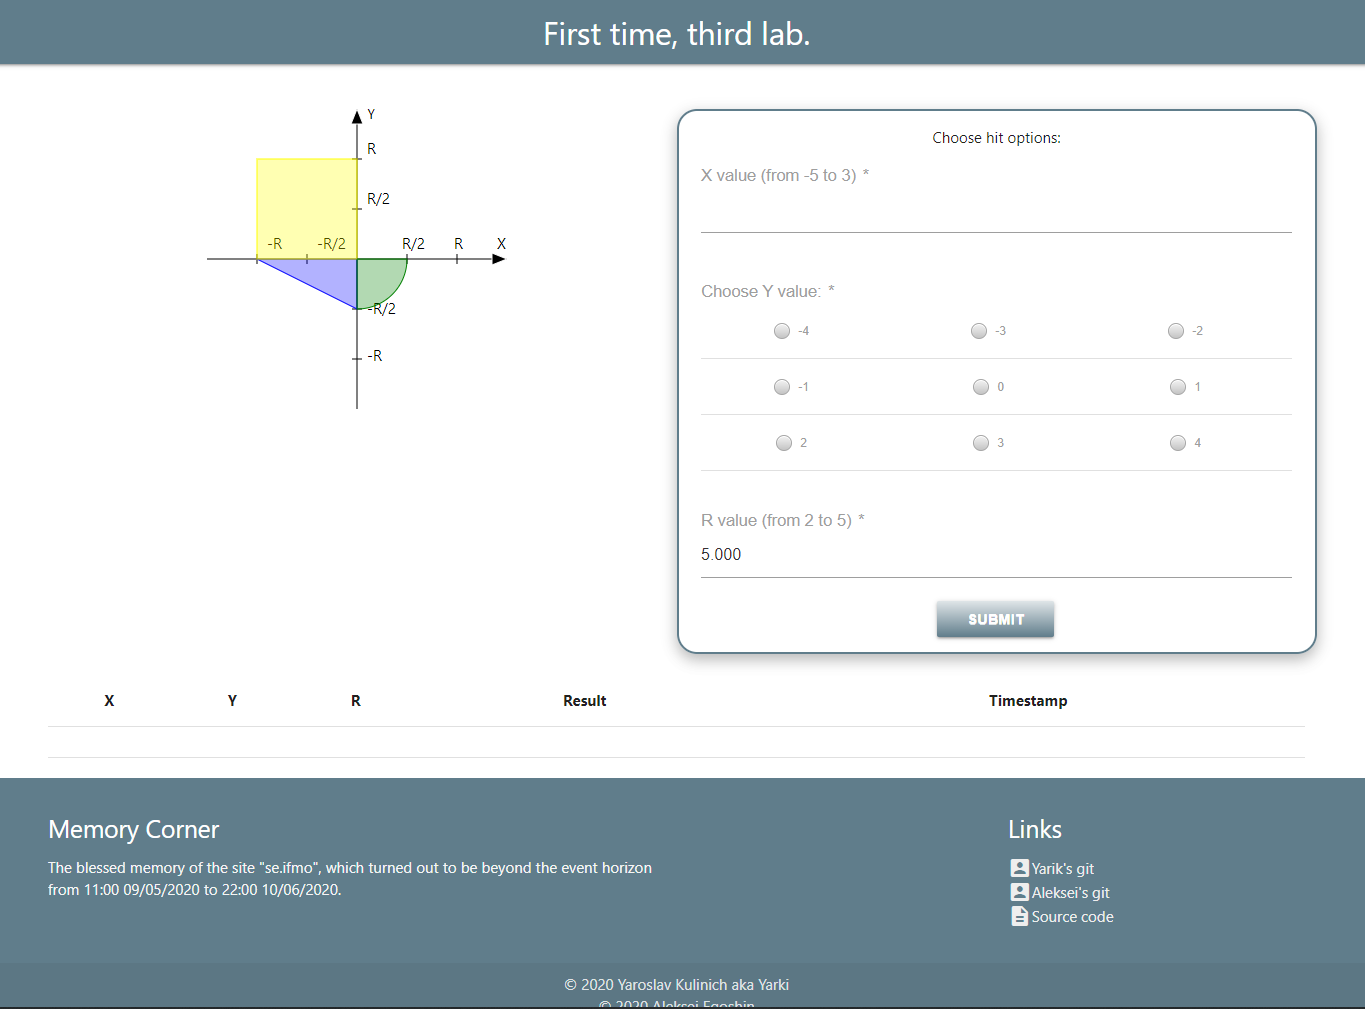 First time, third lab.
Y
R
R/2
-R
-R/2
R/2
R
X
-R/2
-R
Choose hit options:
X value (from -5 to 3) *
Choose Y value: *
-4 -3 -2
-1 0 1
2 3 4
R value (from 2 to 5) *
5.000
SUBMIT
X Y R Result Timestamp
Memory Corner
The blessed memory of the site "se.ifmo", which turned out to be beyond the event horizon
from 11:00 09/05/2020 to 22:00 10/06/2020.
Links
Yarik's git
Aleksei's git
Source code
© 2020 Yaroslav Kulinich aka Yarki
© 2020 Aleksei Egoshin